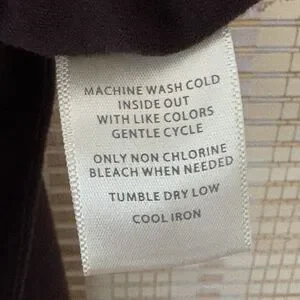 MACHINE WASH COLD
INSIDE OUT
WITH LIKE COLORS
GENTLE CYCLE
ONLY NON CHLORINE
BLEACH WHEN NEEDED
TUMBLE DRY LOW
COOL IRON